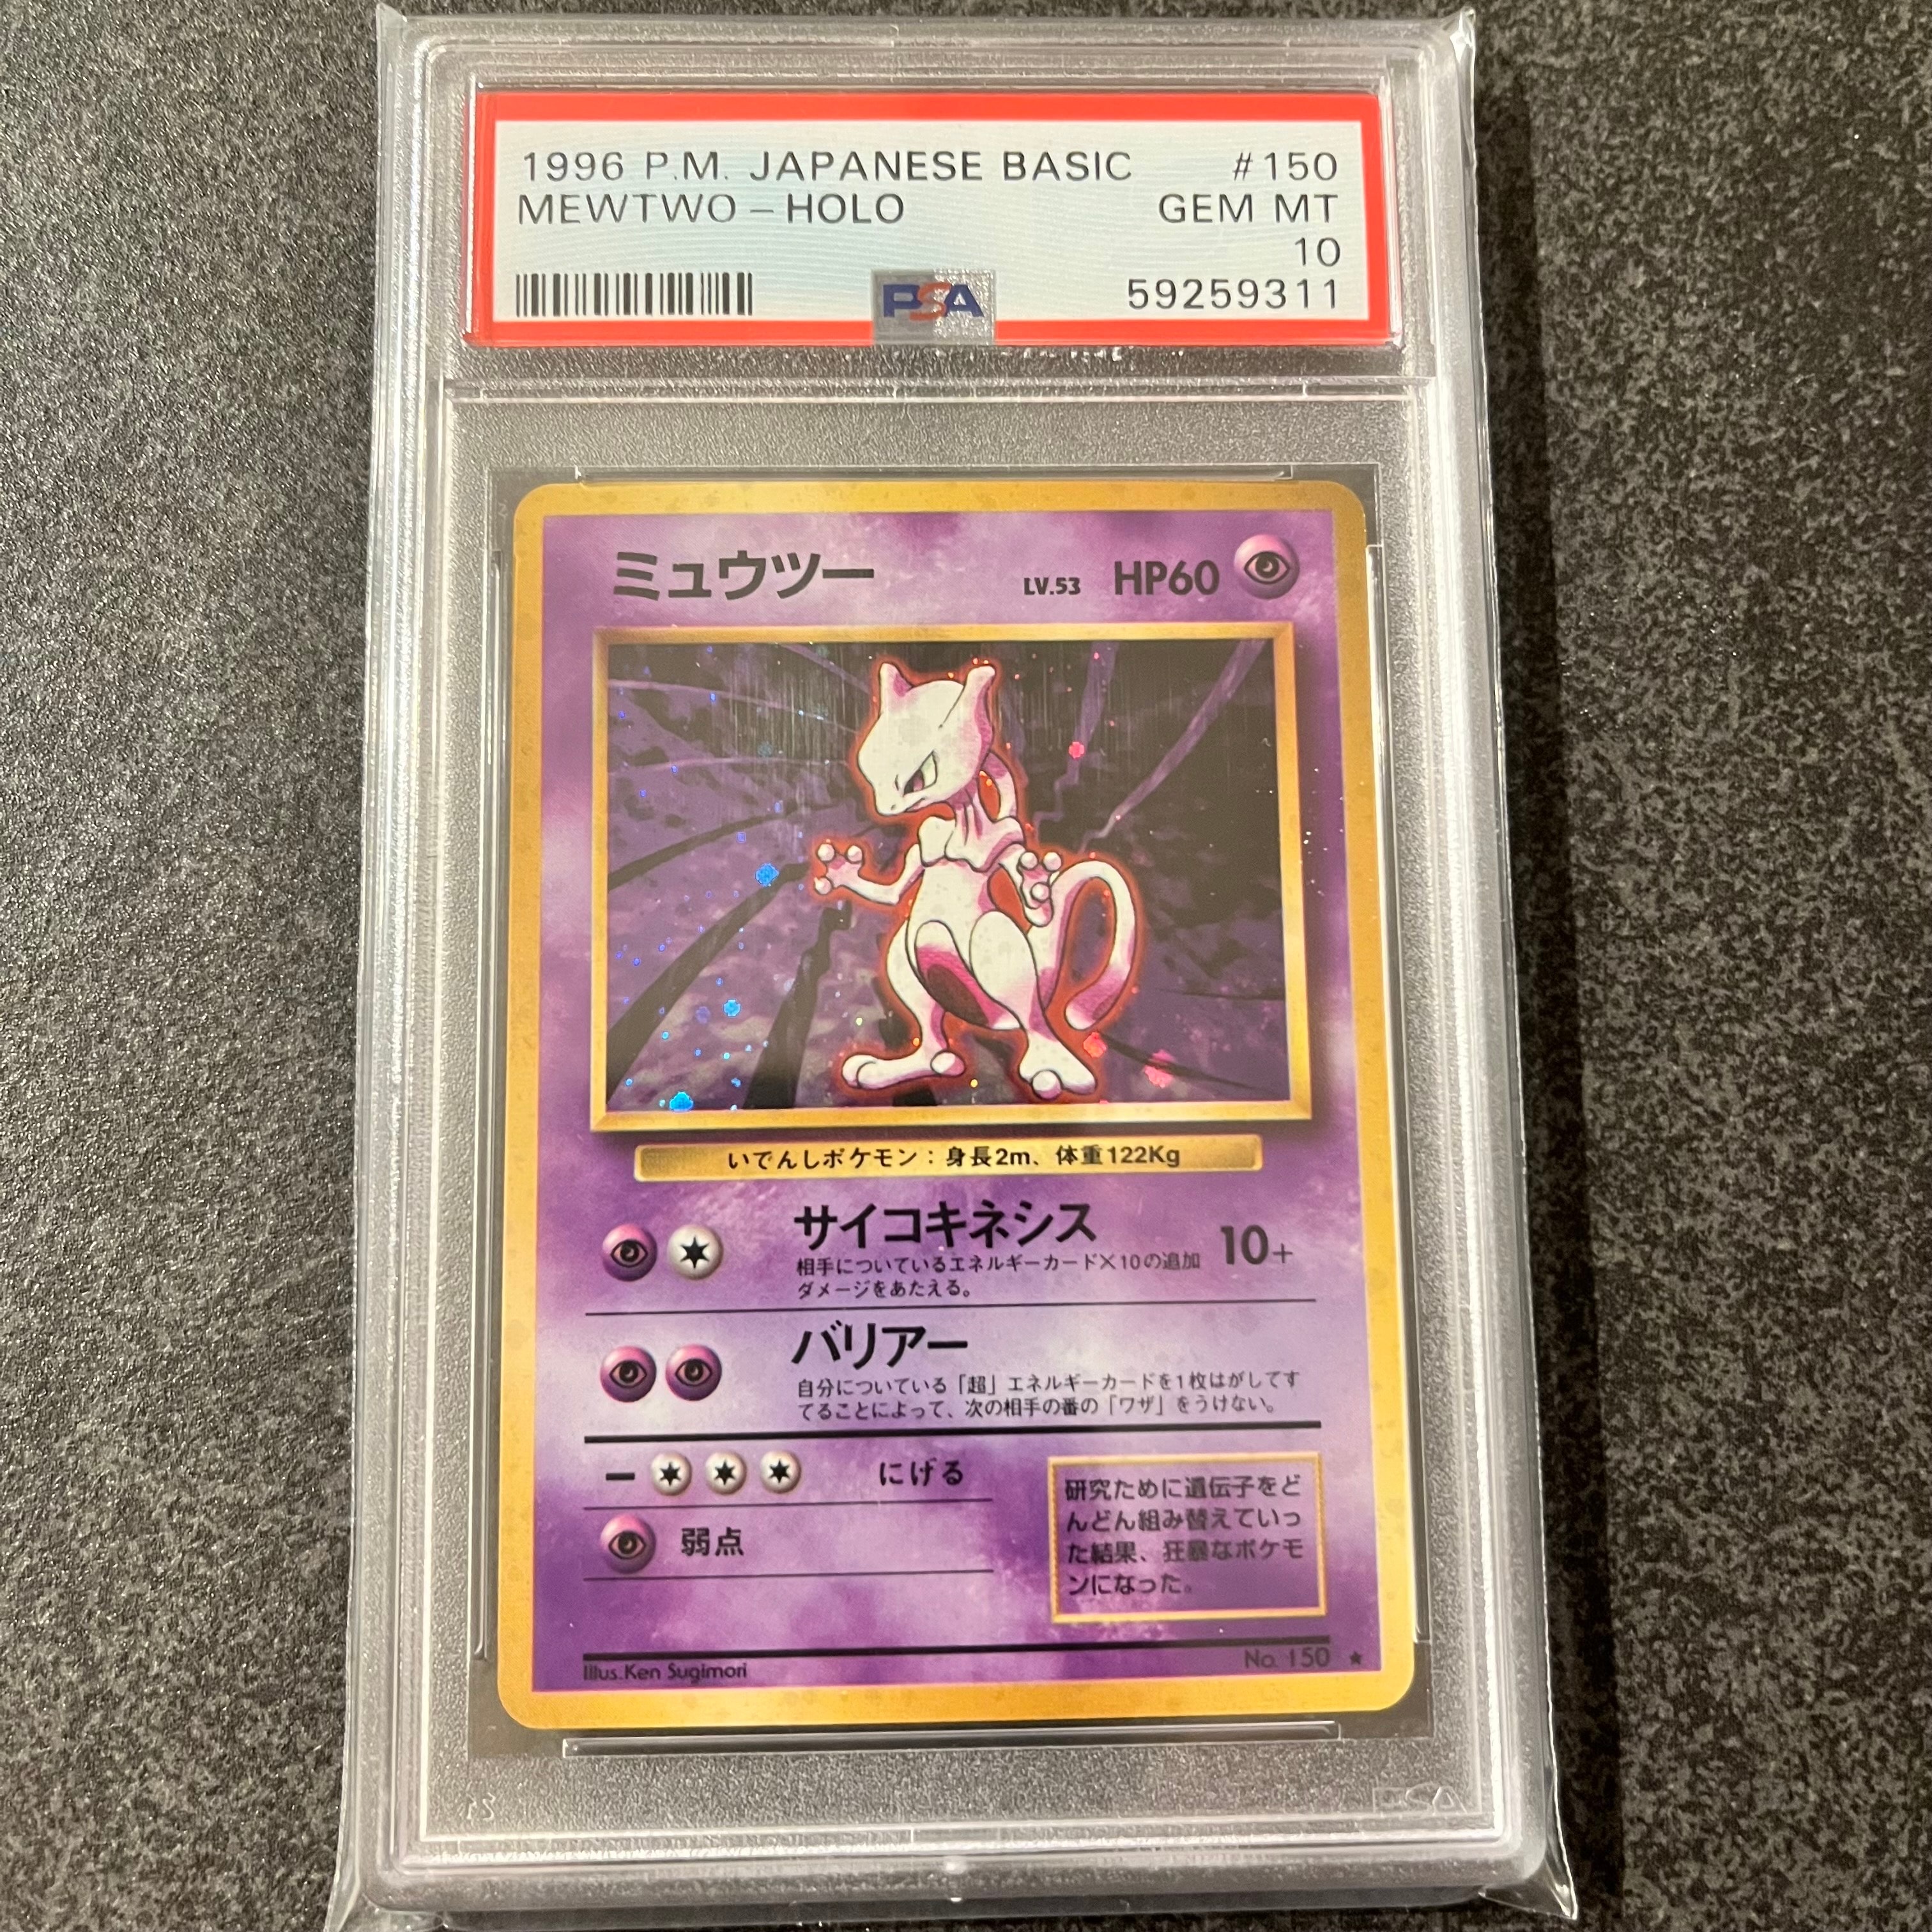 1996 P.M. JAPANESE BASIC #150
MEWTWO – HOLO GEM MT
10
PSA 59259311
ミュウツー LV.53 HP60
いでんしポケモン：身長2m、体重122Kg
サイコキネシス 10+
相手についているエネルギーカード×10の追加
ダメージをあたえる。
バリアー
自分についている「超」エネルギーカードを1枚はがしてす
てることによって、次の相手の番の「ワザ」をうけない。
ー にげる
弱点
研究ために遺伝子をど
んどん組み替えていっ
た結果、狂暴なポケモ
ンになった。
Illus.Ken Sugimori No. 150 ★
PSA